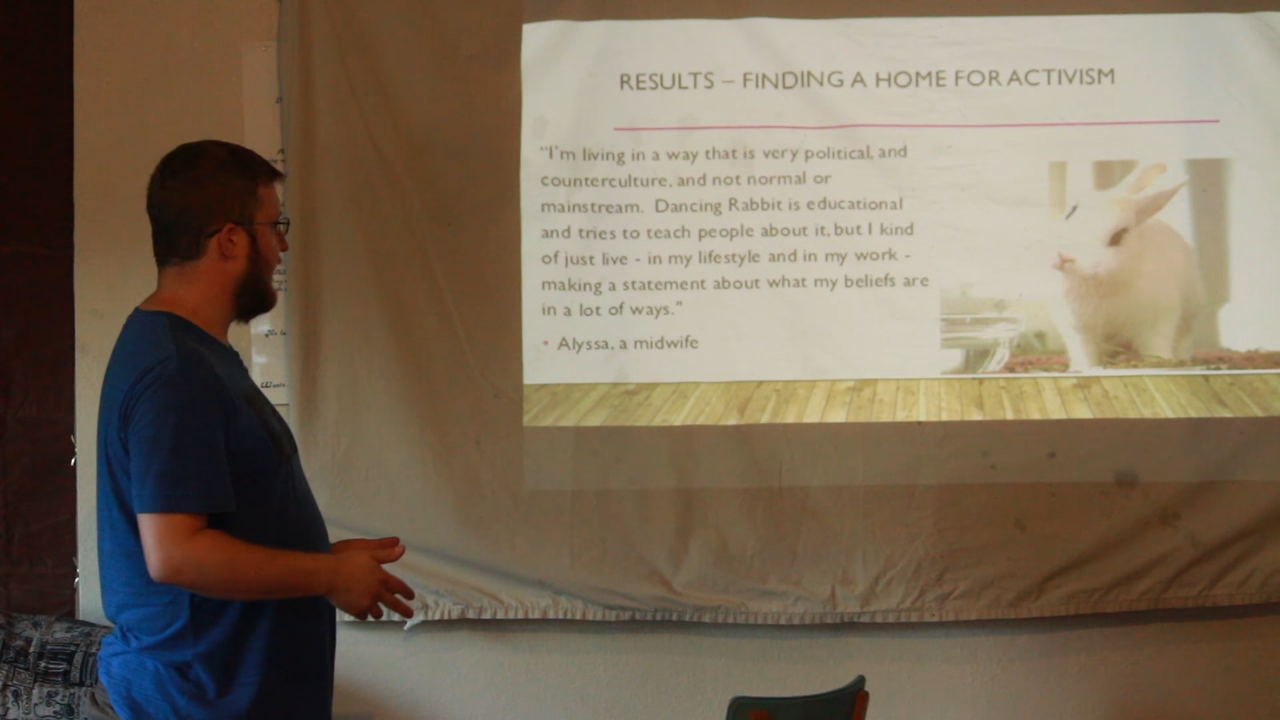 RESULTS – FINDING A HOME FOR ACTIVISM
"I'm living in a way that is very political, and
counterculture, and not normal or
mainstream.  Dancing Rabbit is educational
and tries to teach people about it, but I kind
of just live - in my lifestyle and in my work -
making a statement about what my beliefs are
in a lot of ways."
• Alyssa, a midwife